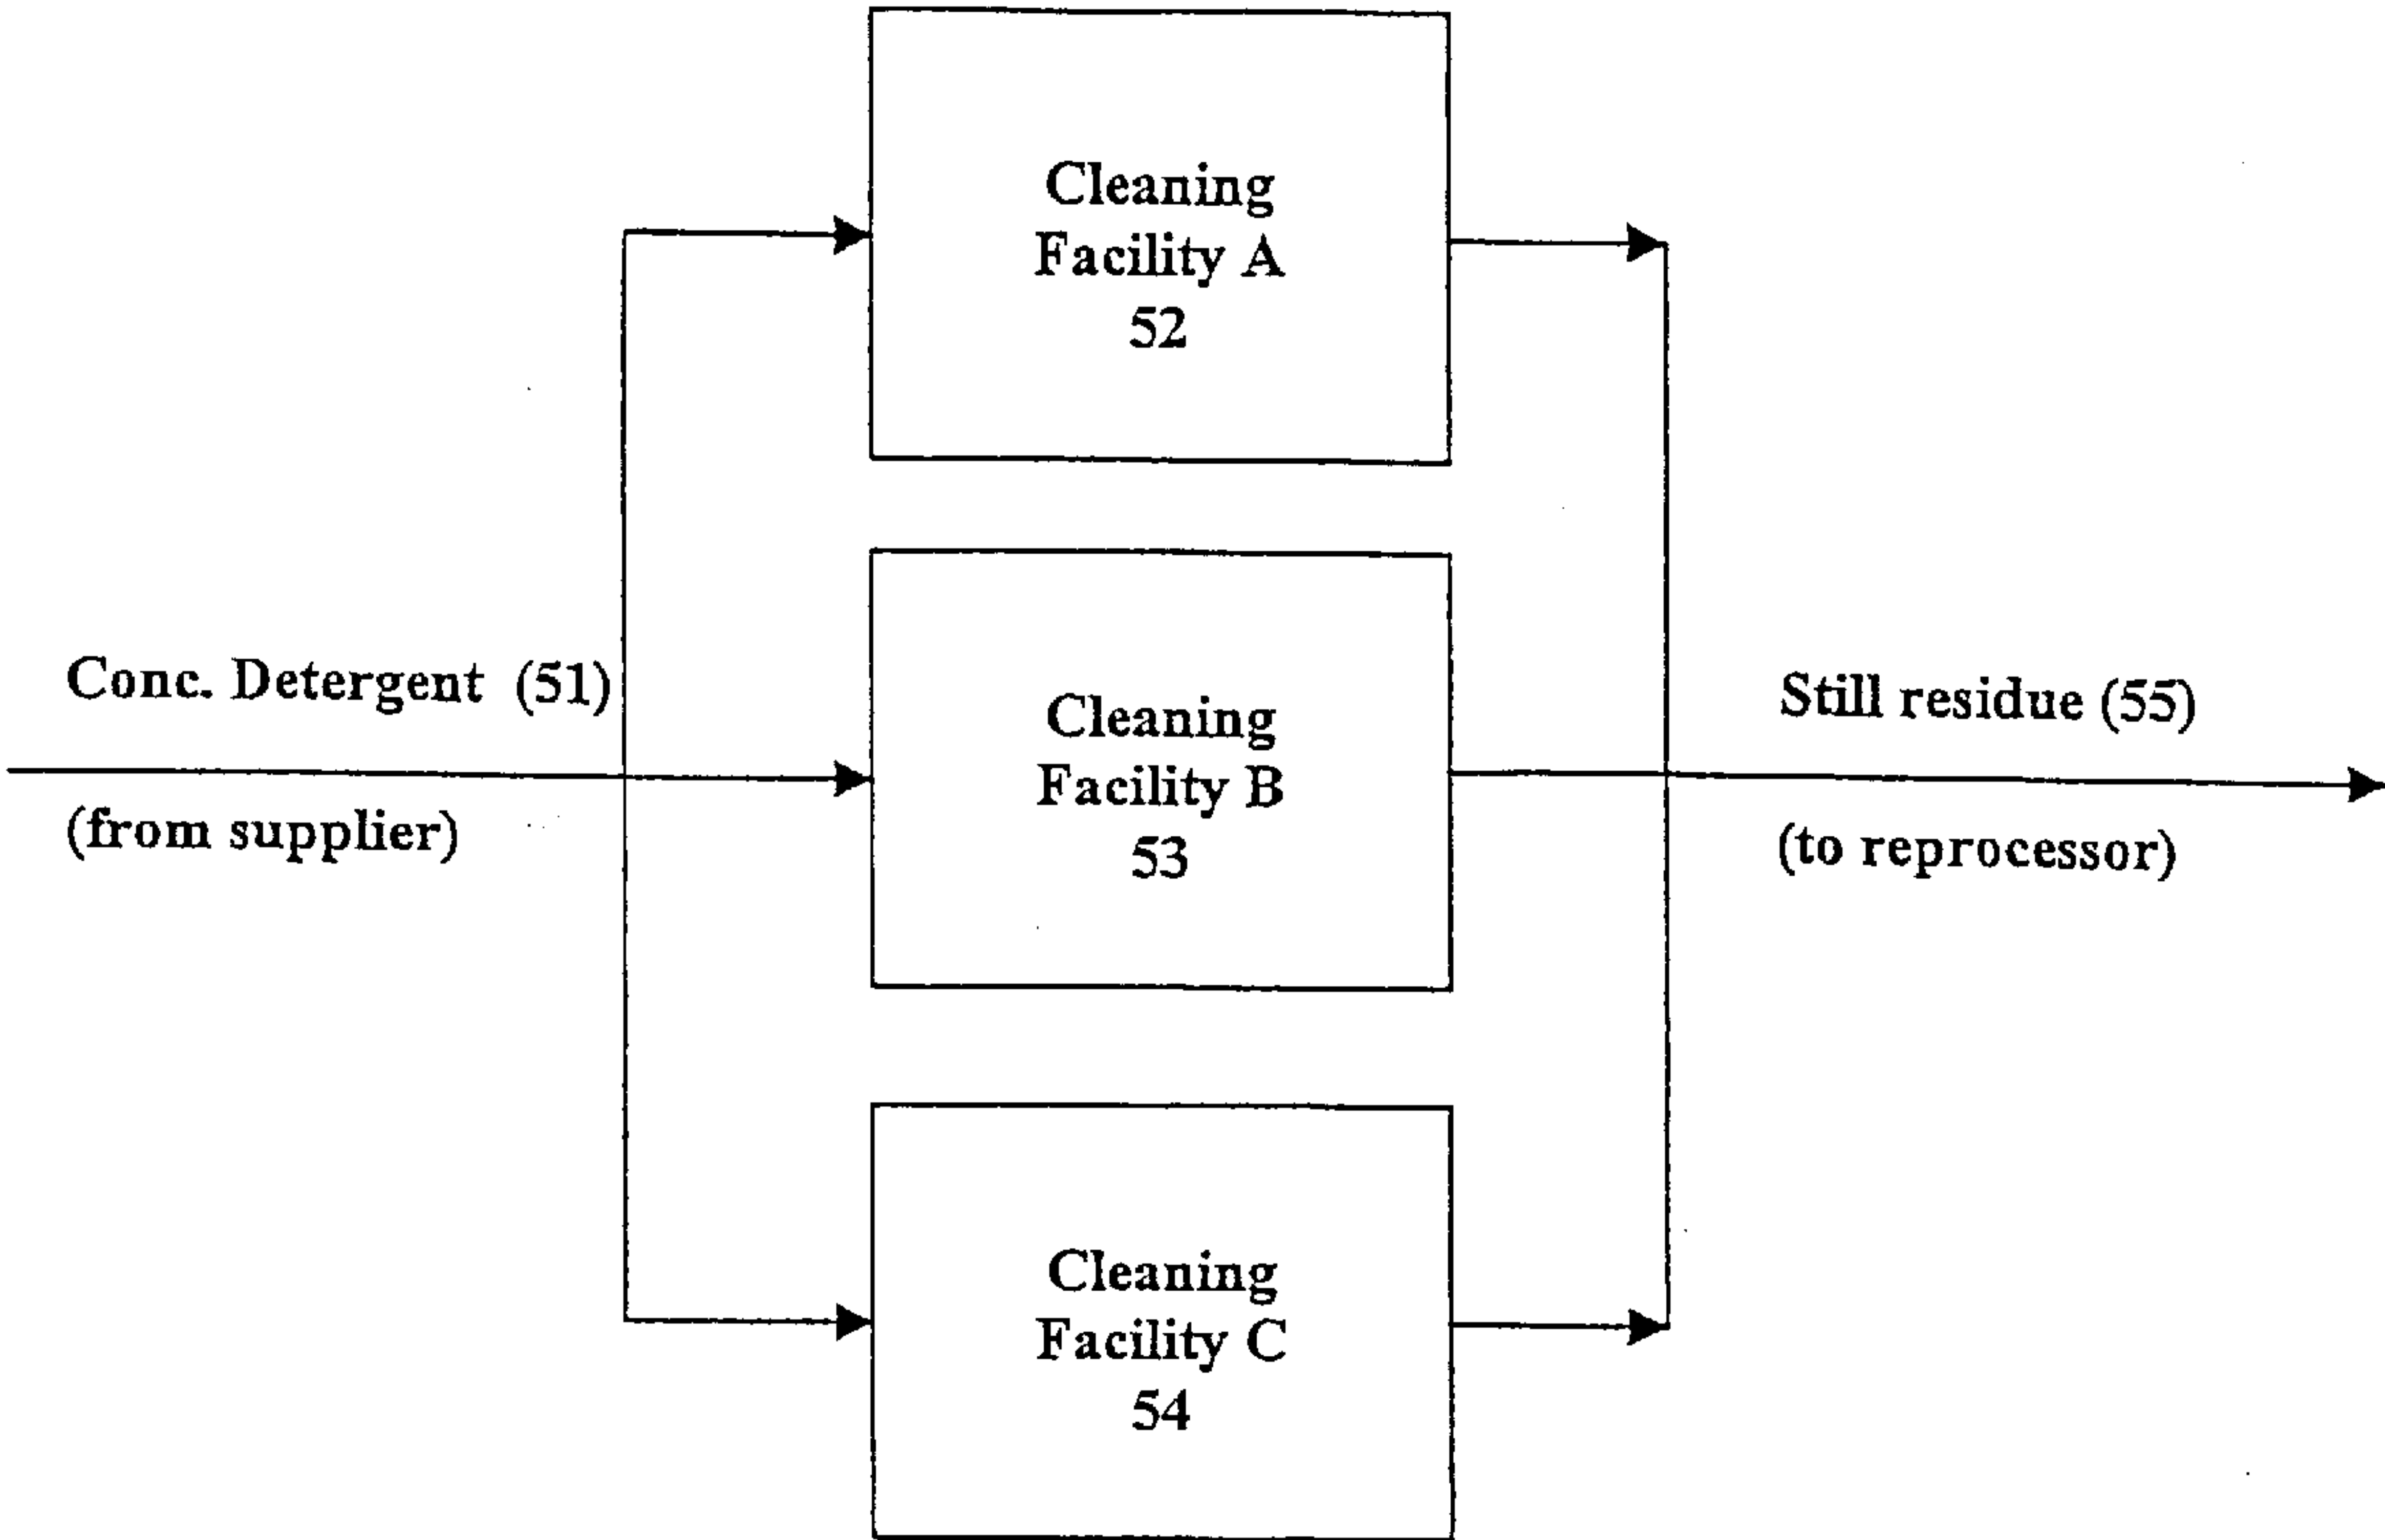 Cleaning
Facility A
52
Conc. Detergent (51)
(from supplier)
Cleaning
Facility B
53
Still residue (55)
(to reprocessor)
Cleaning
Facility C
54